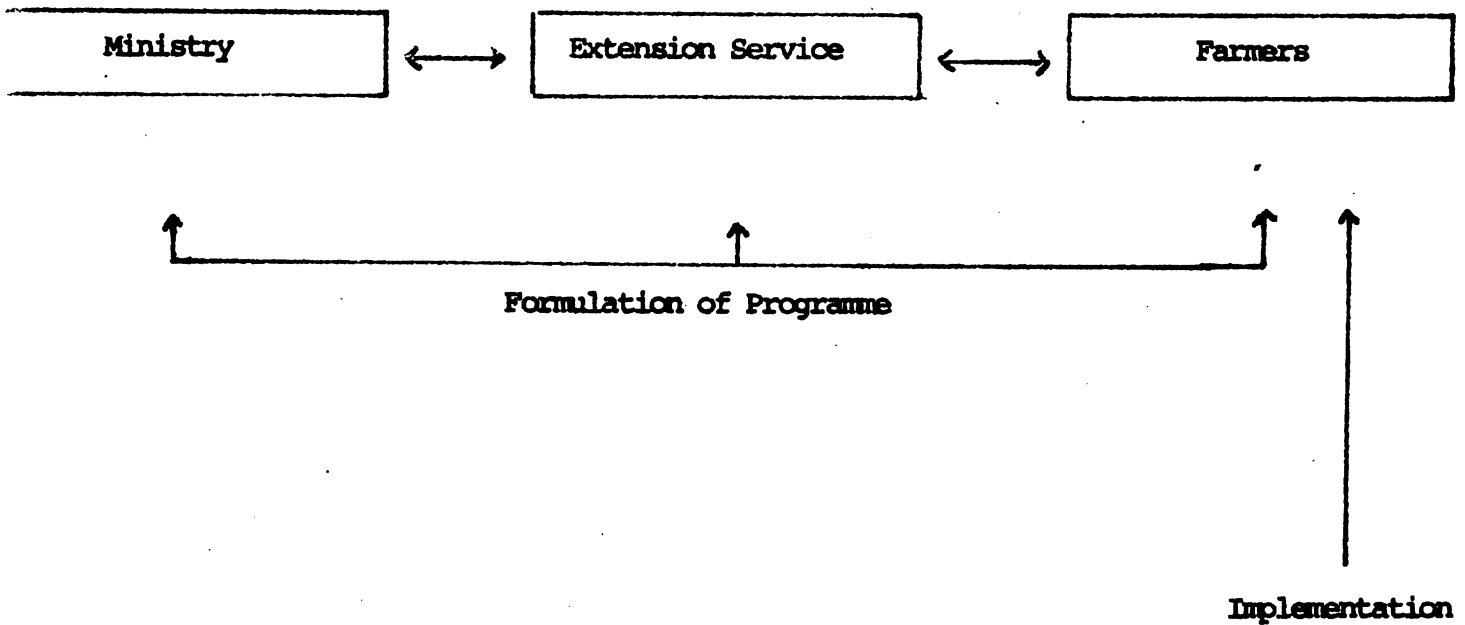 Ministry
Extension Service
Farmers
Formulation of Programme
Implementation